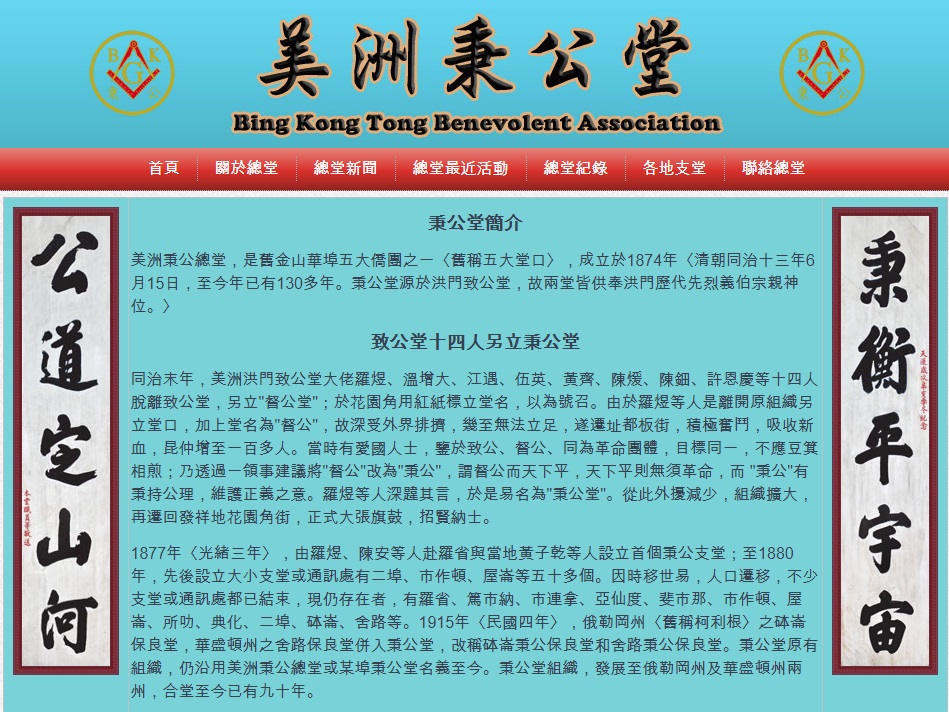 美洲秉公堂
Bing Kong Tong Benevolent Association
B K
G
B K
G
首頁 關於總堂 總堂新聞 總堂最近活動 總堂紀錄 各地支堂 聯絡總堂
秉公堂簡介
美洲秉公總堂，是舊金山華埠五大僑團之一〈舊稱五大堂口〉，成立於1874年〈清朝同治十三年6
月15日，至今年已有130多年。秉公堂源於洪門致公堂，故兩堂皆供奉洪門歷代先烈義伯宗親神
位。〉
致公堂十四人另立秉公堂
同治末年，美洲洪門致公堂大佬羅煜、溫增大、江遇、伍英、黃齊、陳煖、陳鈿、許恩慶等十四人
脫離致公堂，另立"督公堂"；於花園角用紅紙標立堂名，以為號召。由於羅煜等人是離開原組織另
立堂口，加上堂名為"督公"，故深受外界排擠，幾至無法立足，遂遷址都板街，積極奮鬥，吸收新
血，昆仲增至一百多人。當時有愛國人士，鑒於致公、督公、同為革命團體，目標同一，不應豆箕
相煎；乃透過一領事建議將"督公"改為"秉公"，謂督公而天下平，天下平則無須革命，而 "秉公"有
秉持公理，維護正義之意。羅煜等人深韙其言，於是易名為"秉公堂"。從此外擾減少，組織擴大，
再遷回發祥地花園角街，正式大張旗鼓，招賢納士。
1877年〈光緒三年〉，由羅煜、陳安等人赴羅省與當地黃子乾等人設立首個秉公支堂；至1880
年，先後設立大小支堂或通訊處有二埠、市作頓、屋崙等五十多個。因時移世易，人口遷移，不少
支堂或通訊處都已結束，現仍存在者，有羅省、篤市納、市連拿、亞仙度、斐市那、市作頓、屋
崙、所叻、典化、二埠、砵崙、舍路等。1915年〈民國四年〉，俄勒岡州〈舊稱柯利根〉之砵崙
保良堂，華盛頓州之舍路保良堂併入秉公堂，改稱砵崙秉公保良堂和舍路秉公保良堂。秉公堂原有
組織，仍沿用美洲秉公總堂或某埠秉公堂名義至今。秉公堂組織，發展至俄勒岡州及華盛頓州兩
州，合堂至今已有九十年。
秉衡平宇宙
公道定山河